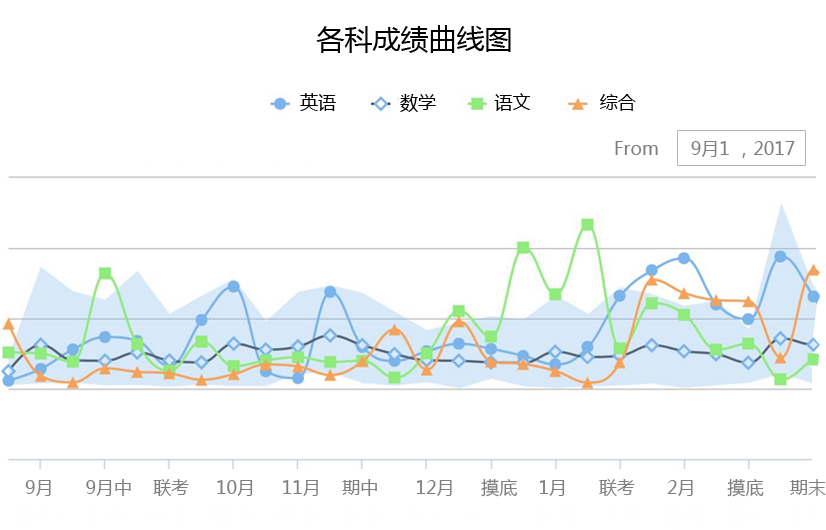 各科成绩曲线图
英语 数学 语文 综合
From 9月1 ，2017
9月 9月中 联考 10月 11月 期中 12月 摸底 1月 联考 2月 摸底 期末